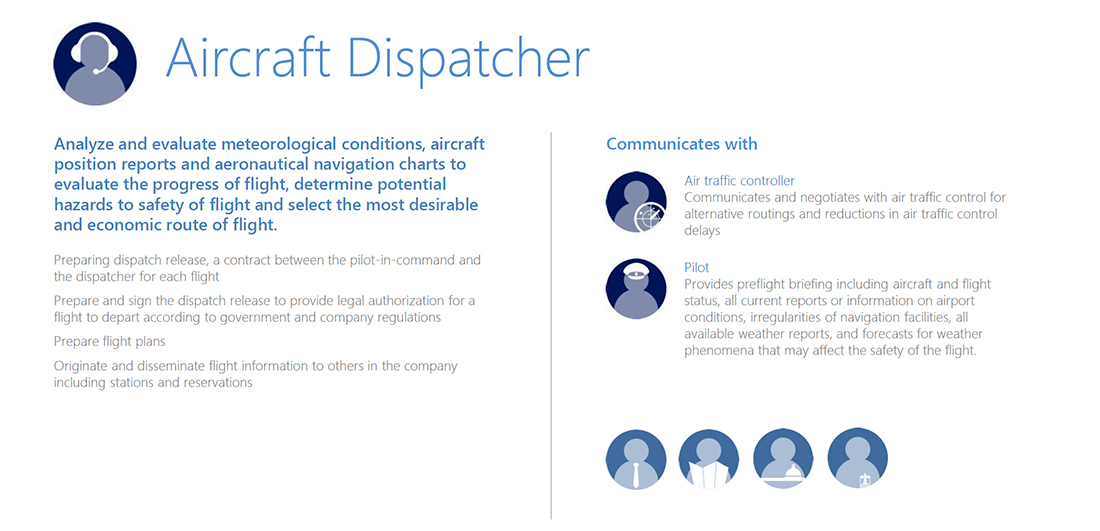 Aircraft Dispatcher
Analyze and evaluate meteorological conditions, aircraft
position reports and aeronautical navigation charts to
evaluate the progress of flight, determine potential
hazards to safety of flight and select the most desirable
and economic route of flight.
Preparing dispatch release, a contract between the pilot-in-command and
the dispatcher for each flight
Prepare and sign the dispatch release to provide legal authorization for a
flight to depart according to government and company regulations
Prepare flight plans
Originate and disseminate flight information to others in the company
including stations and reservations
Communicates with
Air traffic controller
Communicates and negotiates with air traffic control for
alternative routings and reductions in air traffic control
delays
Pilot
Provides preflight briefing including aircraft and flight
status, all current reports or information on airport
conditions, irregularities of navigation facilities, all
available weather reports, and forecasts for weather
phenomena that may affect the safety of the flight.